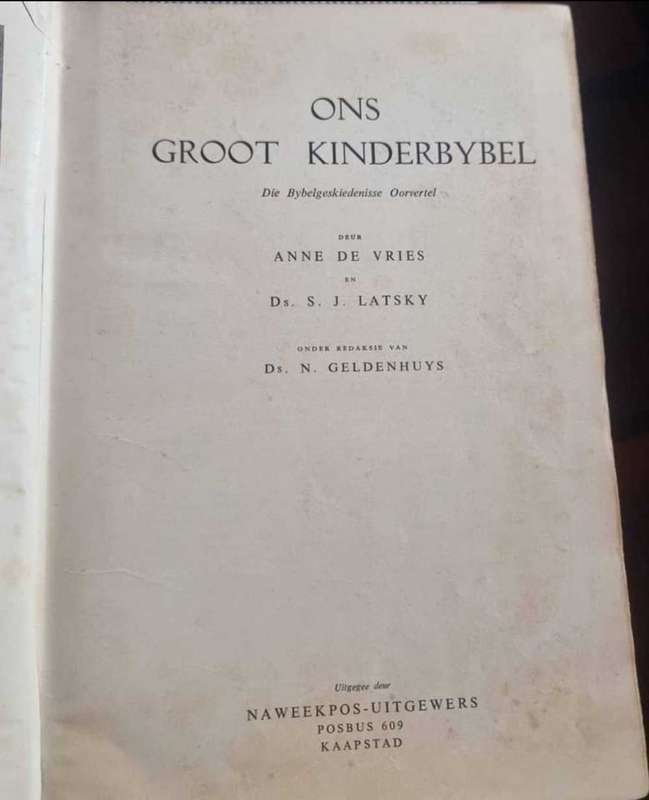 ONS
GROOT KINDERBYBEL
Die Bybelgeskiedenisse Oorvertel
DEUR
ANNE DE VRIES
EN
Ds. S. J. LATSKY
ONDER REDAKSIE VAN
Ds. N. GELDENHUYS
Uitgegee deur
NAWEEKPOS-UITGEWERS
POSBUS 609
KAAPSTAD